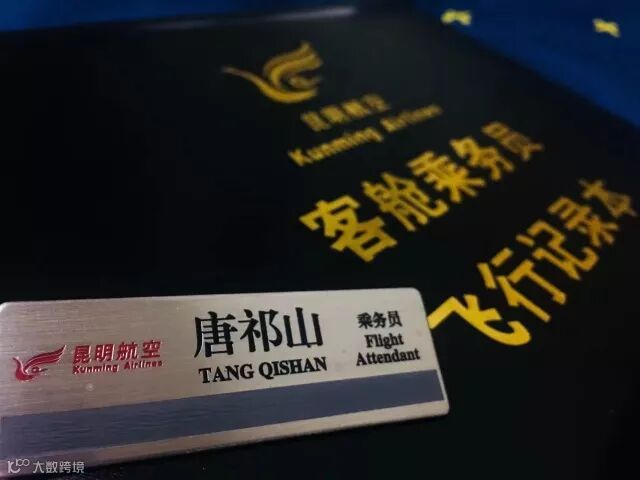 昆明航空
Kunming Airlines
客舱乘务员
飞行记录本
昆明航空
Kunming Airlines
唐祁山
TANG QISHAN
乘务员
Flight
Attendant
大数跨境